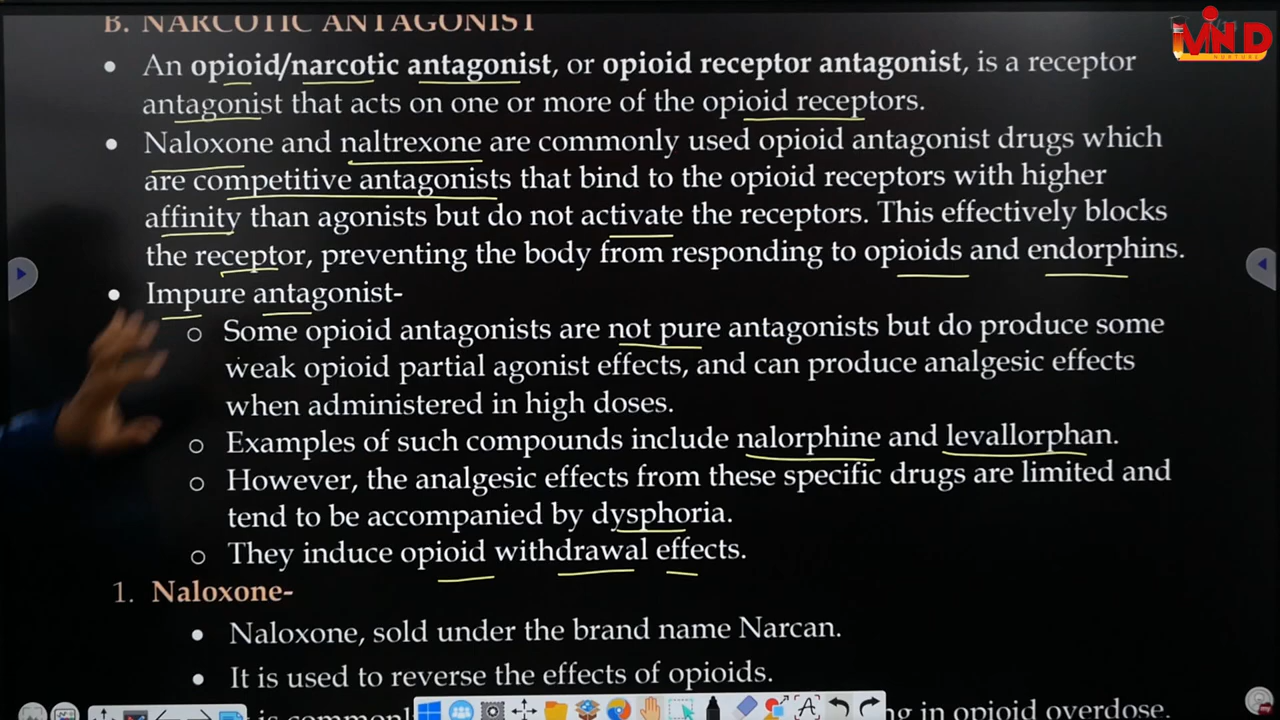 B. NARCOTIC ANTAGONIST
• An opioid/narcotic antagonist, or opioid receptor antagonist, is a receptor
antagonist that acts on one or more of the opioid receptors.
• Naloxone and naltrexone are commonly used opioid antagonist drugs which
are competitive antagonists that bind to the opioid receptors with higher
affinity than agonists but do not activate the receptors. This effectively blocks
the receptor, preventing the body from responding to opioids and endorphins.
• Impure antagonist-
o Some opioid antagonists are not pure antagonists but do produce some
weak opioid partial agonist effects, and can produce analgesic effects
when administered in high doses.
o Examples of such compounds include nalorphine and levallorphan.
o However, the analgesic effects from these specific drugs are limited and
tend to be accompanied by dysphoria.
o They induce opioid withdrawal effects.
1. Naloxone-
• Naloxone, sold under the brand name Narcan.
• It is used to reverse the effects of opioids.
in opioid overdose.
MIND
NURTURE